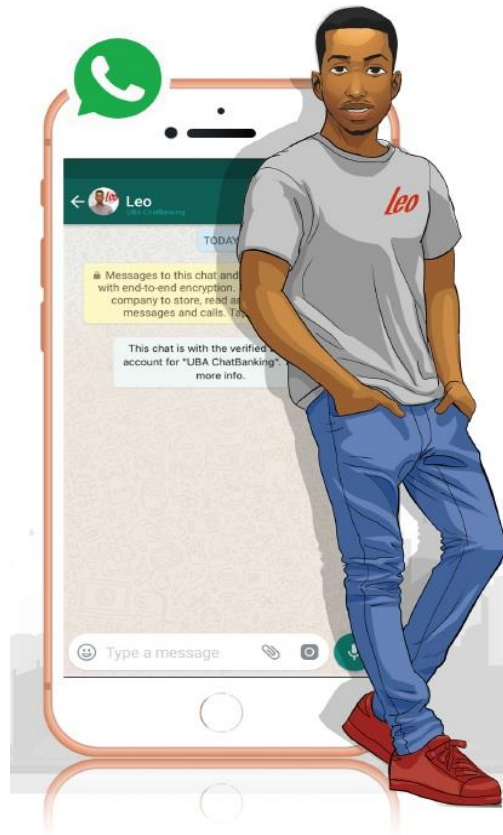 Leo
UBA ChatBanking
TODAY
Messages to this chat and
with end-to-end encryption.
company to store, read a
messages and calls. Ta
This chat is with the verified
account for "UBA ChatBanking".
more info.
Type a message
Leo